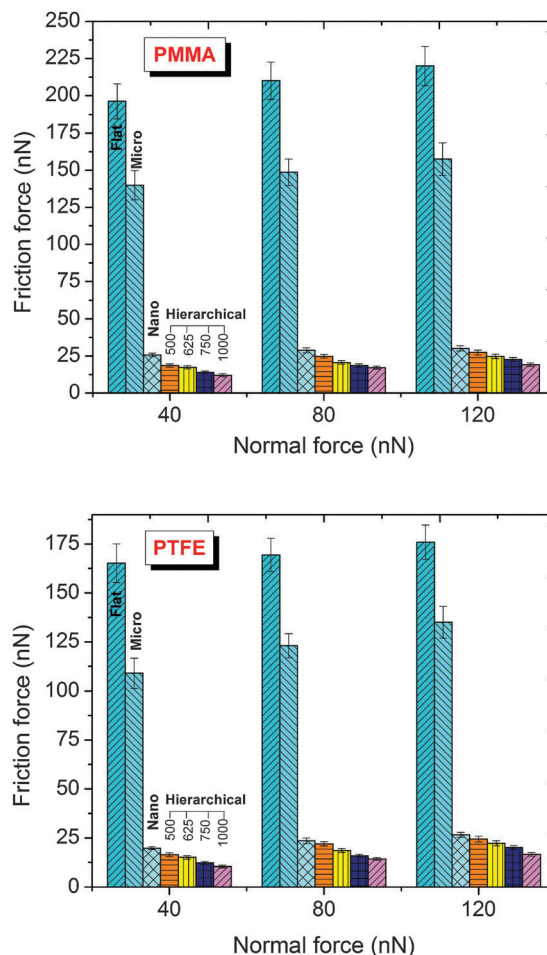 250
225
200
175
150
125
100
75
50
25
0
Friction force (nN)
PMMA
Flat
Micro
Nano
Hierarchical
500
625
750
1000
40
80
120
Normal force (nN)
175
150
125
100
75
50
25
0
Friction force (nN)
PTFE
Flat
Micro
Nano
Hierarchical
500
625
750
1000
40
80
120
Normal force (nN)